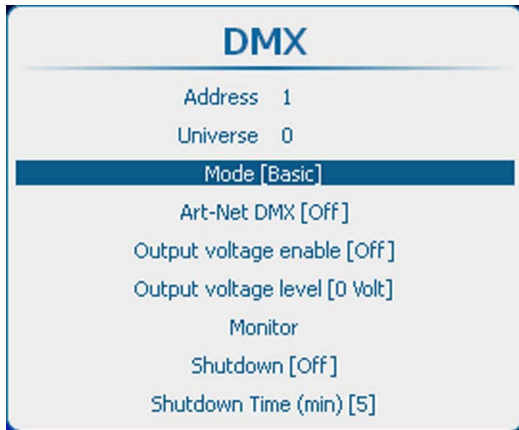 DMX
Address 1
Universe 0
Mode [Basic]
Art-Net DMX [Off]
Output voltage enable [Off]
Output voltage level [0 Volt]
Monitor
Shutdown [Off]
Shutdown Time (min) [5]